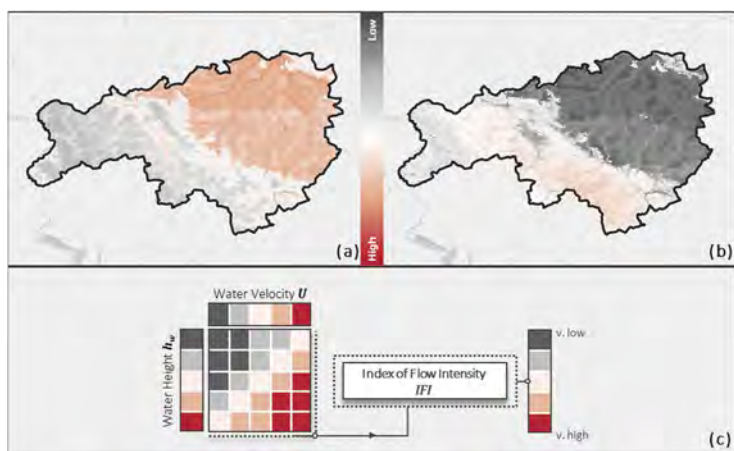 Low
High
(a)
(b)
Water Velocity U
Water Height hw
Index of Flow Intensity
IFI
v. low
v. high
(c)